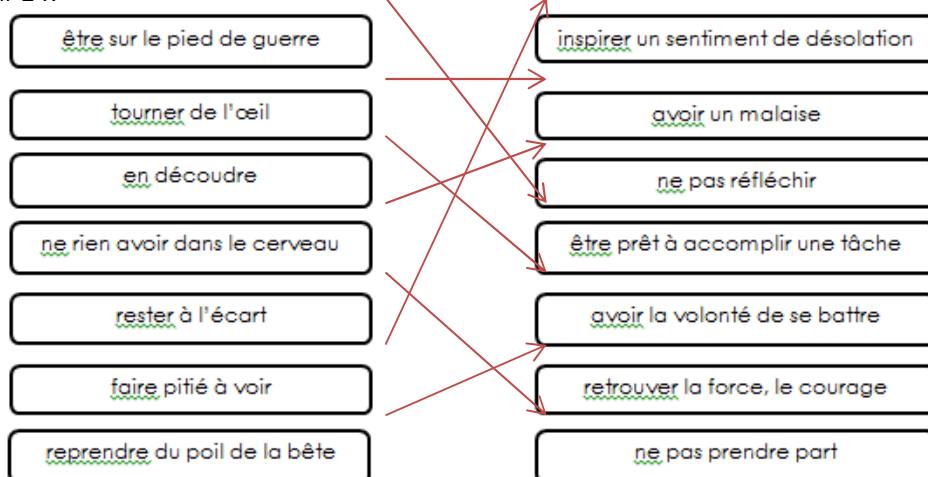 être sur le pied de guerre
inspirer un sentiment de désolation
tourner de l'œil
avoir un malaise
en découdre
ne pas réfléchir
ne rien avoir dans le cerveau
être prêt à accomplir une tâche
rester à l'écart
avoir la volonté de se battre
faire pitié à voir
retrouver la force, le courage
reprendre du poil de la bête
ne pas prendre part